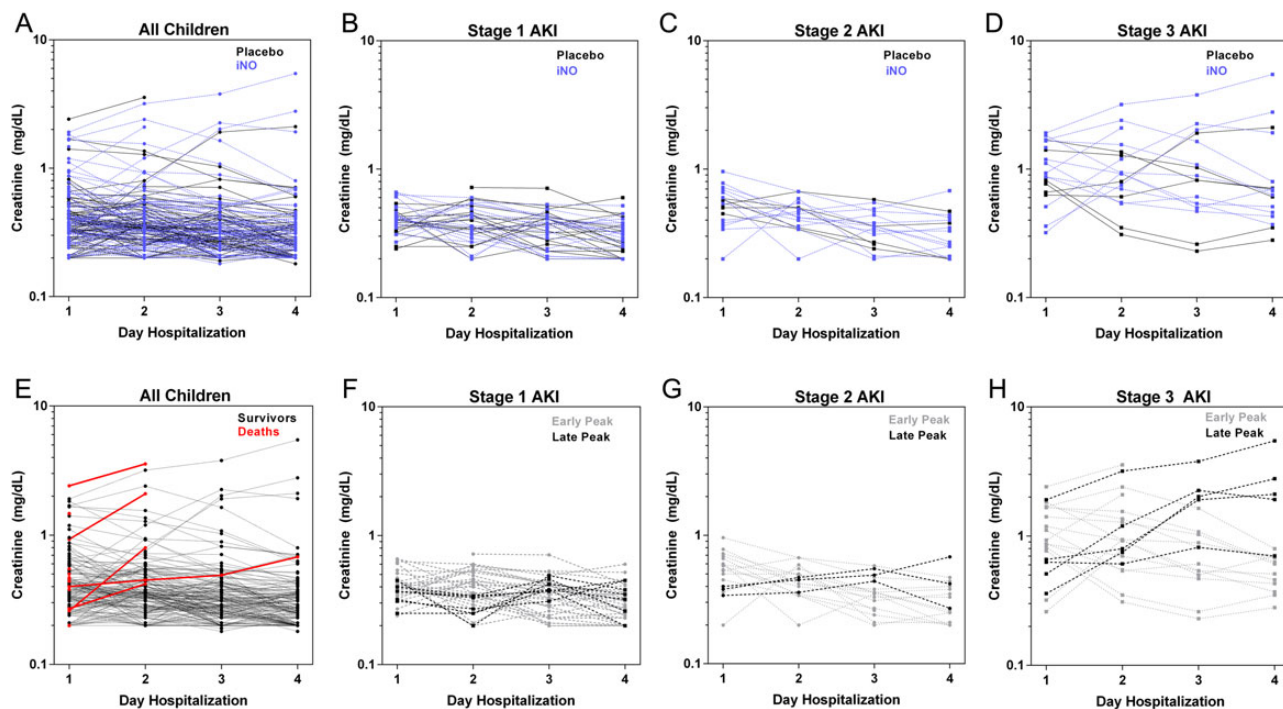 A
All Children
Placebo
iNO
10
1
0.1
Creatinine (mg/dL)
1 2 3 4
Day Hospitalization
B
Stage 1 AKI
Placebo
iNO
10
1
0.1
Creatinine (mg/dL)
1 2 3 4
Day Hospitalization
C
Stage 2 AKI
Placebo
iNO
10
1
0.1
Creatinine (mg/dL)
1 2 3 4
Day Hospitalization
D
Stage 3 AKI
Placebo
iNO
10
1
0.1
Creatinine (mg/dL)
1 2 3 4
Day Hospitalization
E
All Children
Survivors
Deaths
10
1
0.1
Creatinine (mg/dL)
1 2 3 4
Day Hospitalization
F
Stage 1 AKI
Early Peak
Late Peak
10
1
0.1
Creatinine (mg/dL)
1 2 3 4
Day Hospitalization
G
Stage 2 AKI
Early Peak
Late Peak
10
1
0.1
Creatinine (mg/dL)
1 2 3 4
Day Hospitalization
H
Stage 3 AKI
Early Peak
Late Peak
10
1
0.1
Creatinine (mg/dL)
1 2 3 4
Day Hospitalization